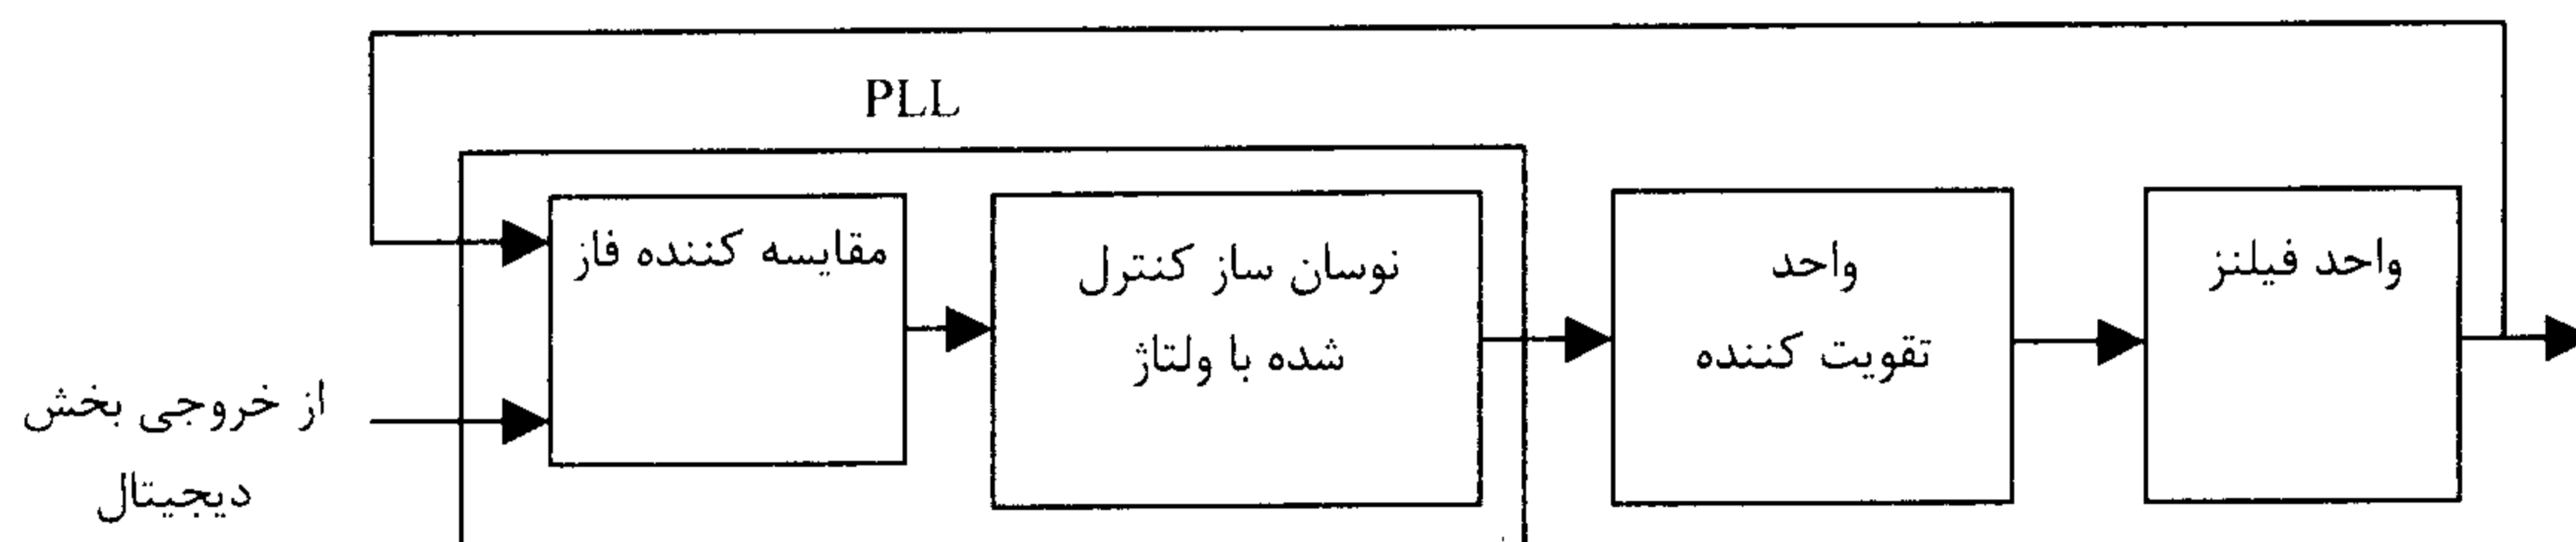 PLL
مقایسه کننده فاز
نوسان ساز کنترل
شده با ولتاژ
واحد
تقویت کننده
واحد فیلنز
از خروجی بخش
دیجیتال